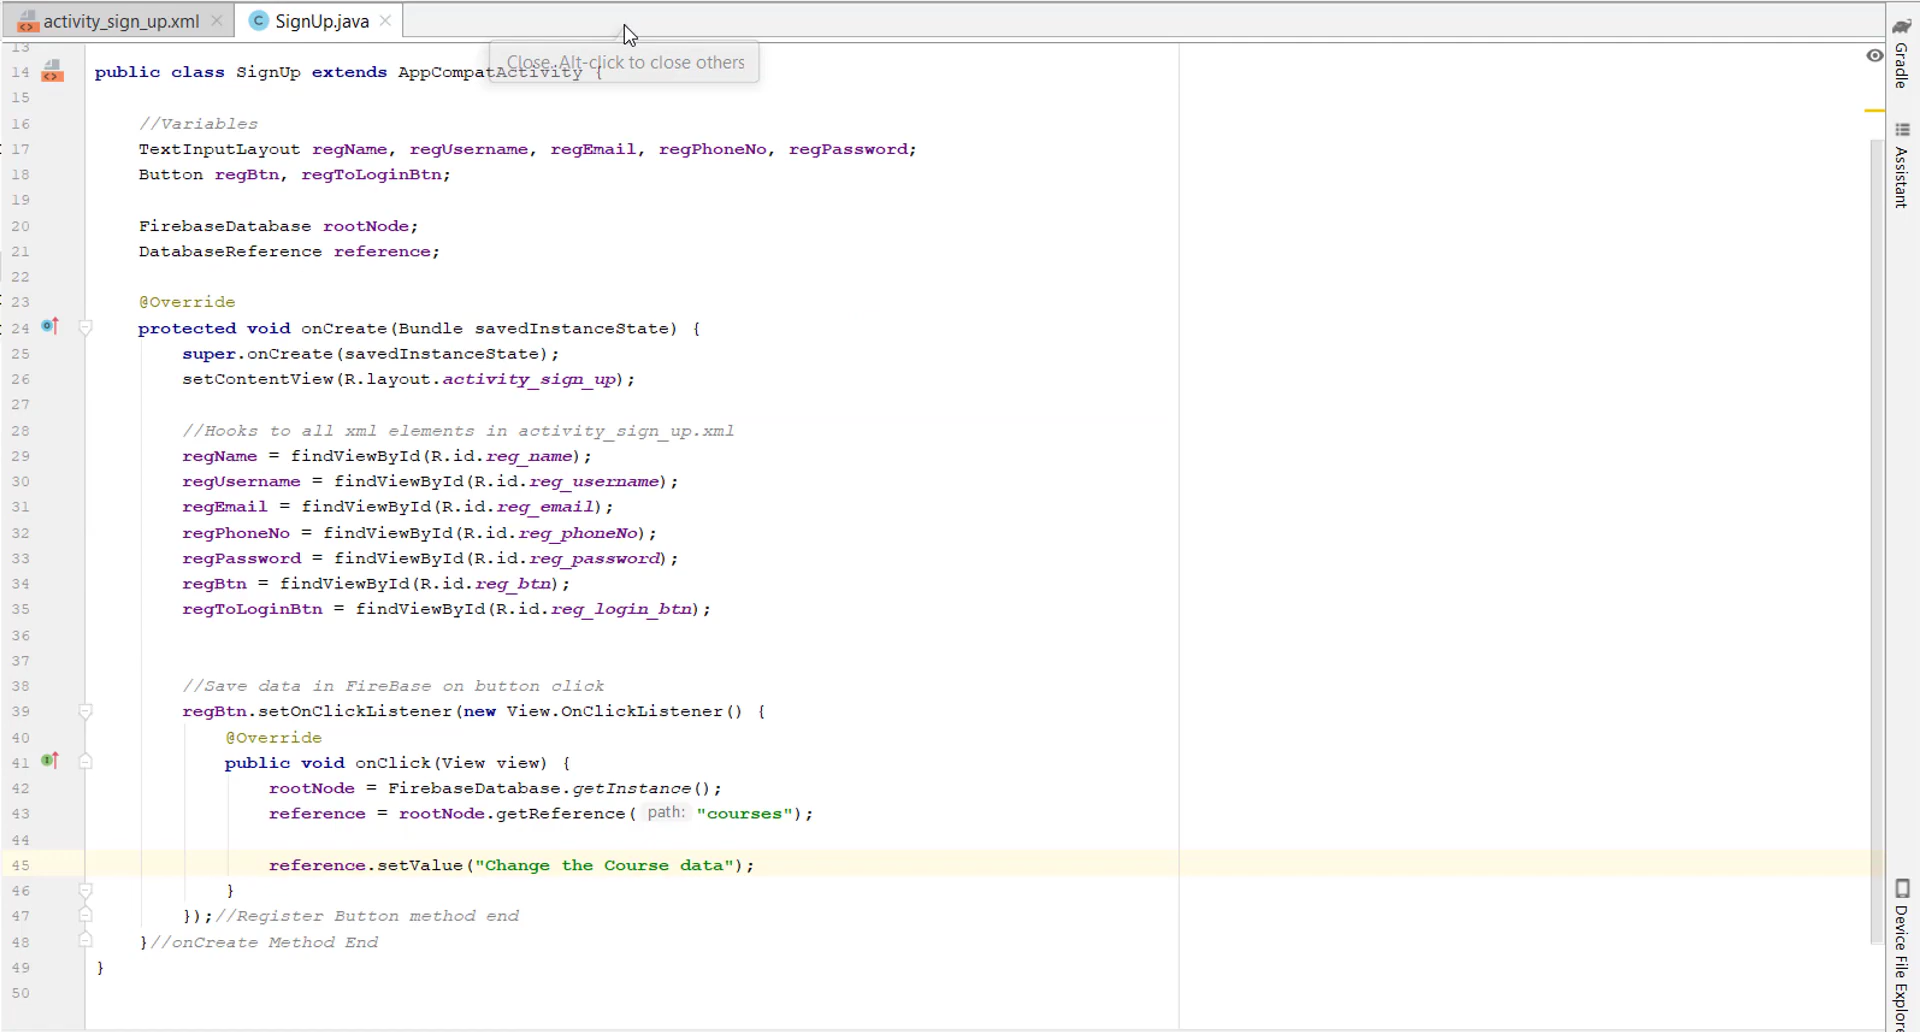 activity_sign_up.xml
SignUp.java
Close. Alt-click to close others
13
14 public class SignUp extends AppCompatActivity {
15
16 //Variables
17 TextInputLayout regName, regUsername, regEmail, regPhoneNo, regPassword;
18 Button regBtn, regToLoginBtn;
19
20 FirebaseDatabase rootNode;
21 DatabaseReference reference;
22
23 @Override
24 protected void onCreate(Bundle savedInstanceState) {
25 super.onCreate(savedInstanceState);
26 setContentView(R.layout.activity_sign_up);
27
28 //Hooks to all xml elements in activity_sign_up.xml
29 regName = findViewById(R.id.reg_name);
30 regUsername = findViewById(R.id.reg_username);
31 regEmail = findViewById(R.id.reg_email);
32 regPhoneNo = findViewById(R.id.reg_phoneNo);
33 regPassword = findViewById(R.id.reg_password);
34 regBtn = findViewById(R.id.reg_btn);
35 regToLoginBtn = findViewById(R.id.reg_login_btn);
36
37
38 //Save data in FireBase on button click
39 regBtn.setOnClickListener(new View.OnClickListener() {
40 @Override
41 public void onClick(View view) {
42 rootNode = FirebaseDatabase.getInstance();
43 reference = rootNode.getReference( path: "courses");
44
45 reference.setValue("Change the Course data");
46 }
47 });//Register Button method end
48 }//onCreate Method End
49 }
50
Gradle
Assistant
Device File Explore